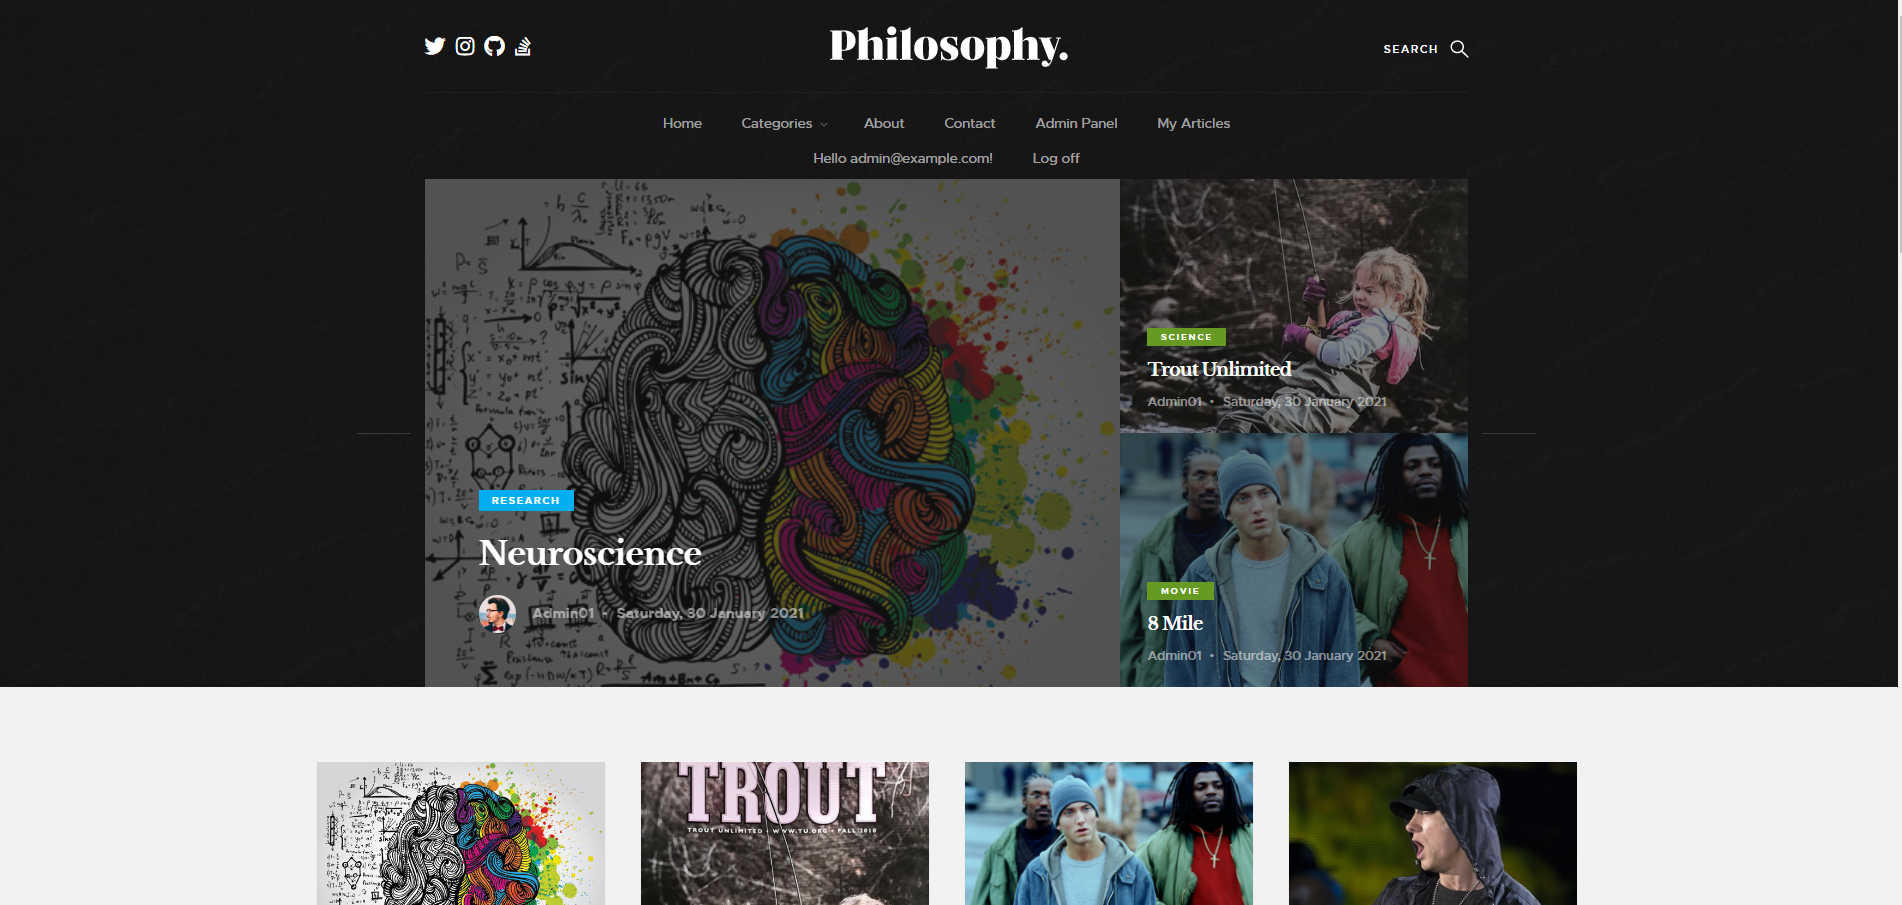 Philosophy.
SEARCH
Home Categories About Contact Admin Panel My Articles
Hello admin@example.com! Log off
RESEARCH
Neuroscience
Admin01 • Saturday, 30 January 2021
SCIENCE
Trout Unlimited
Admin01 • Saturday, 30 January 2021
MOVIE
8 Mile
Admin01 • Saturday, 30 January 2021
TROUT
TROUT UNLIMITED • WWW.TU.ORG • FALL 2018